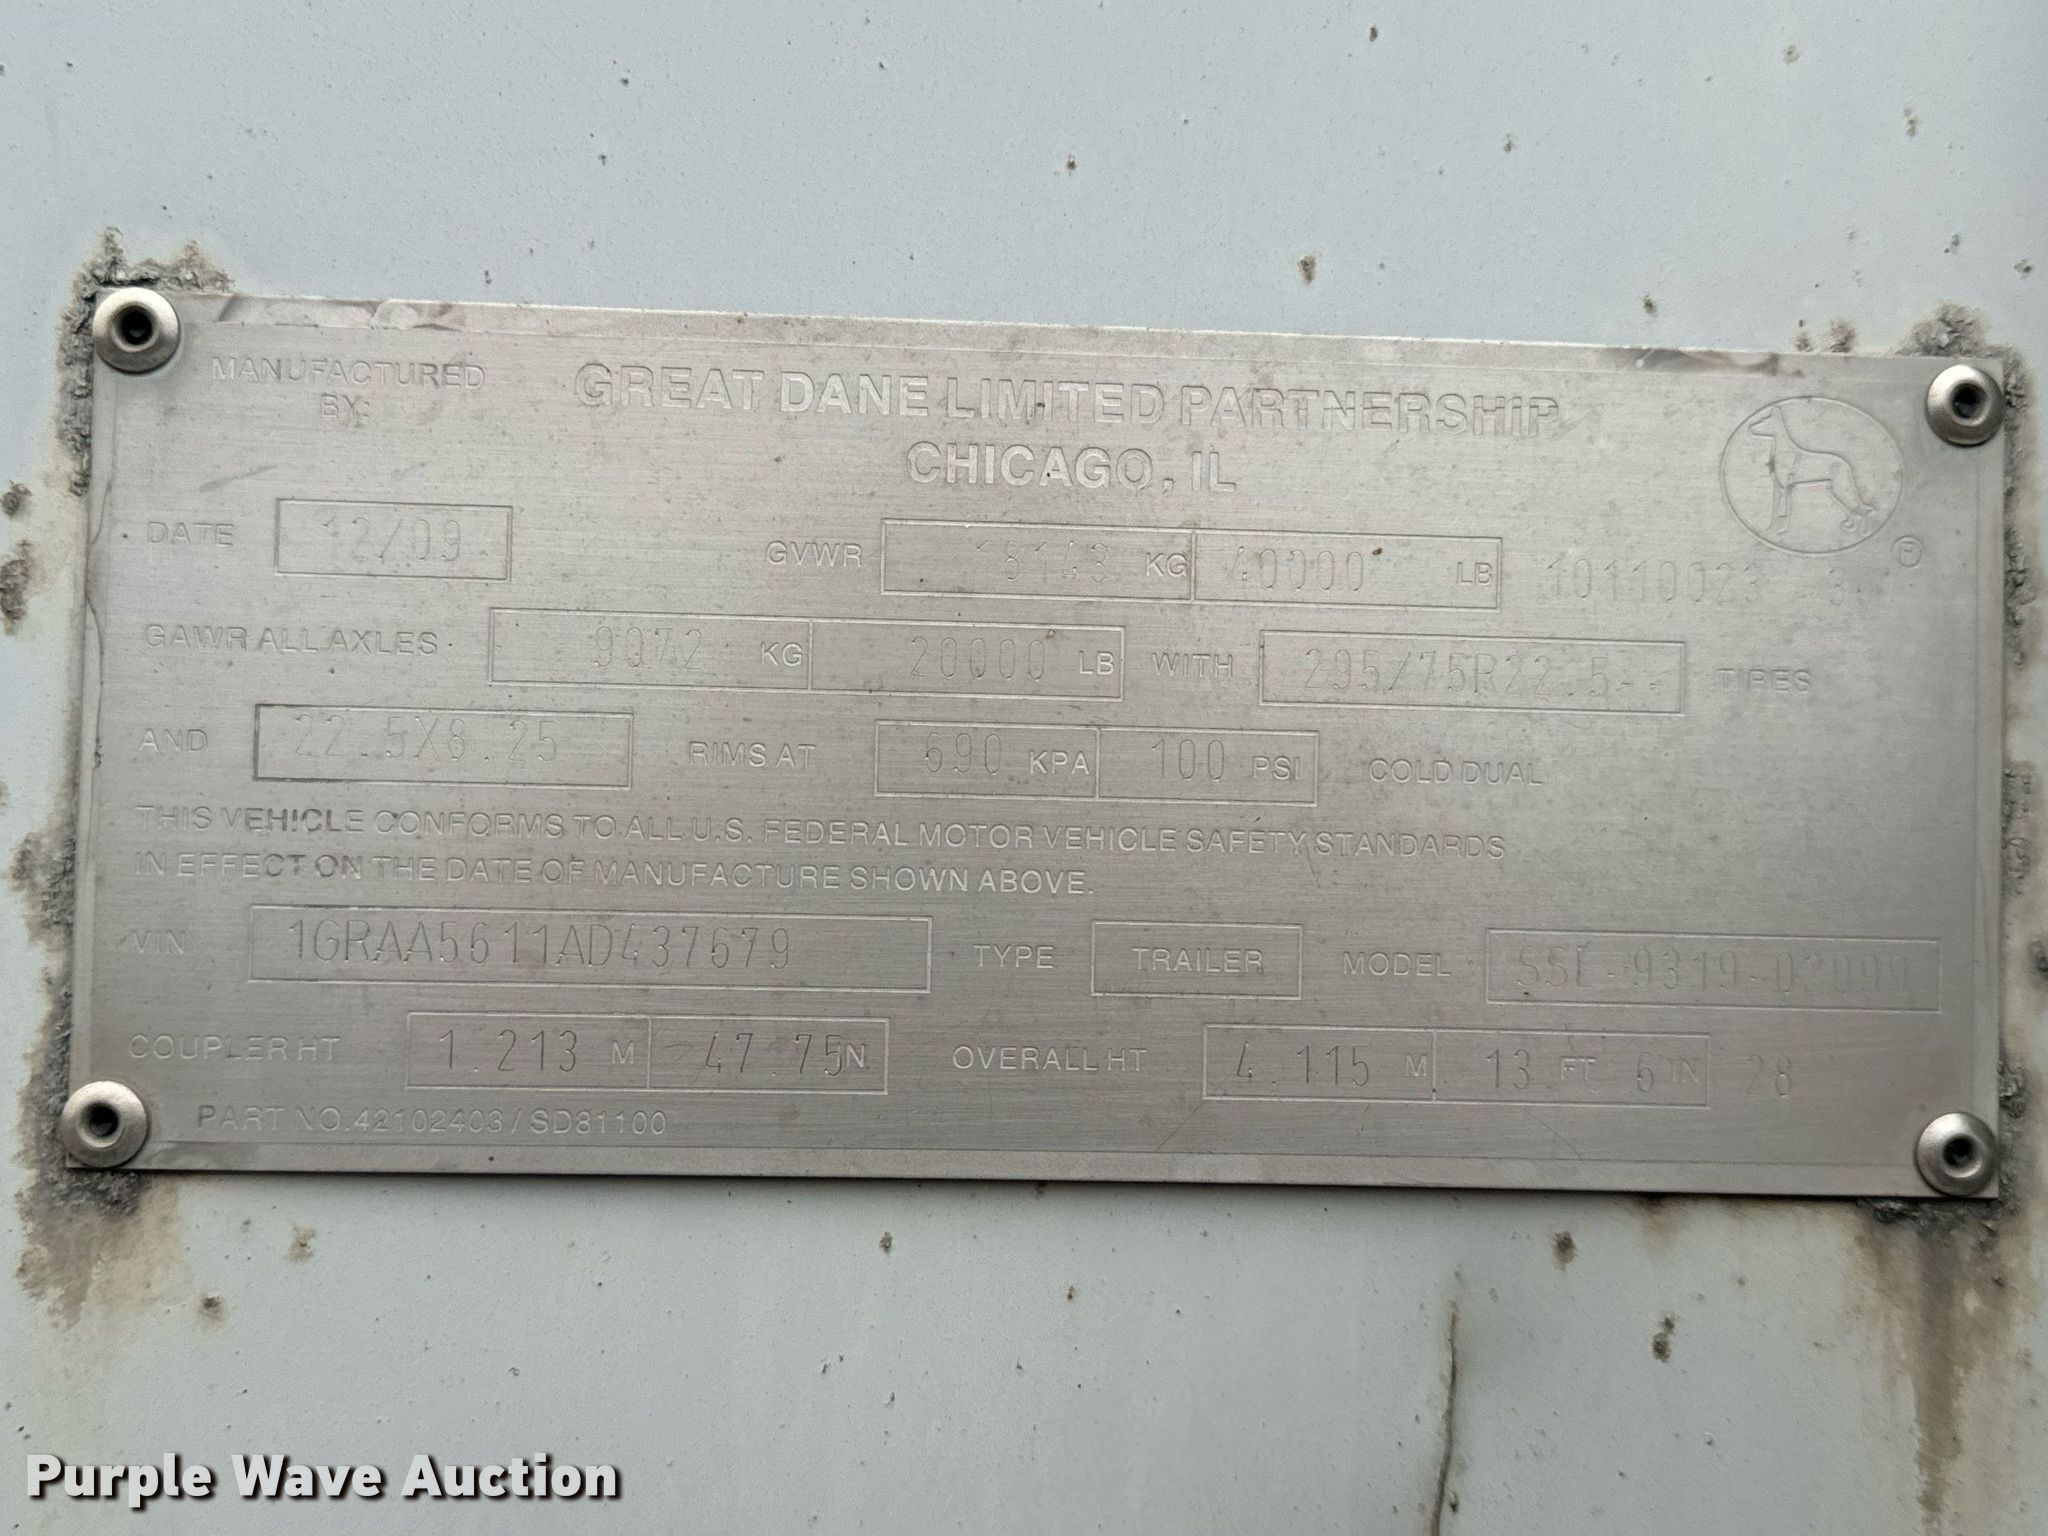 MANUFACTURED BY: GREAT DANE LIMITED PARTNERSHIP
CHICAGO, IL
DATE 12/09 GVWR 18143 KG 40000 LB 10110023
GAWR ALL AXLES 9072 KG 20000 LB WITH 295/75R22.5-- TIRES
AND 22.5X8.25 RIMS AT 690 KPA 100 PSI COLD DUAL
THIS VEHICLE CONFORMS TO ALL U.S. FEDERAL MOTOR VEHICLE SAFETY STANDARDS
IN EFFECT ON THE DATE OF MANUFACTURE SHOWN ABOVE.
VIN 1GRAA5611AD437679 TYPE TRAILER MODEL SSL-9319-02099
COUPLER HT 1.213 M 47.75 N OVERALL HT 4.115 M 13 FT 6 IN 28
PART NO. 42102403 / SD81100
Purple Wave Auction